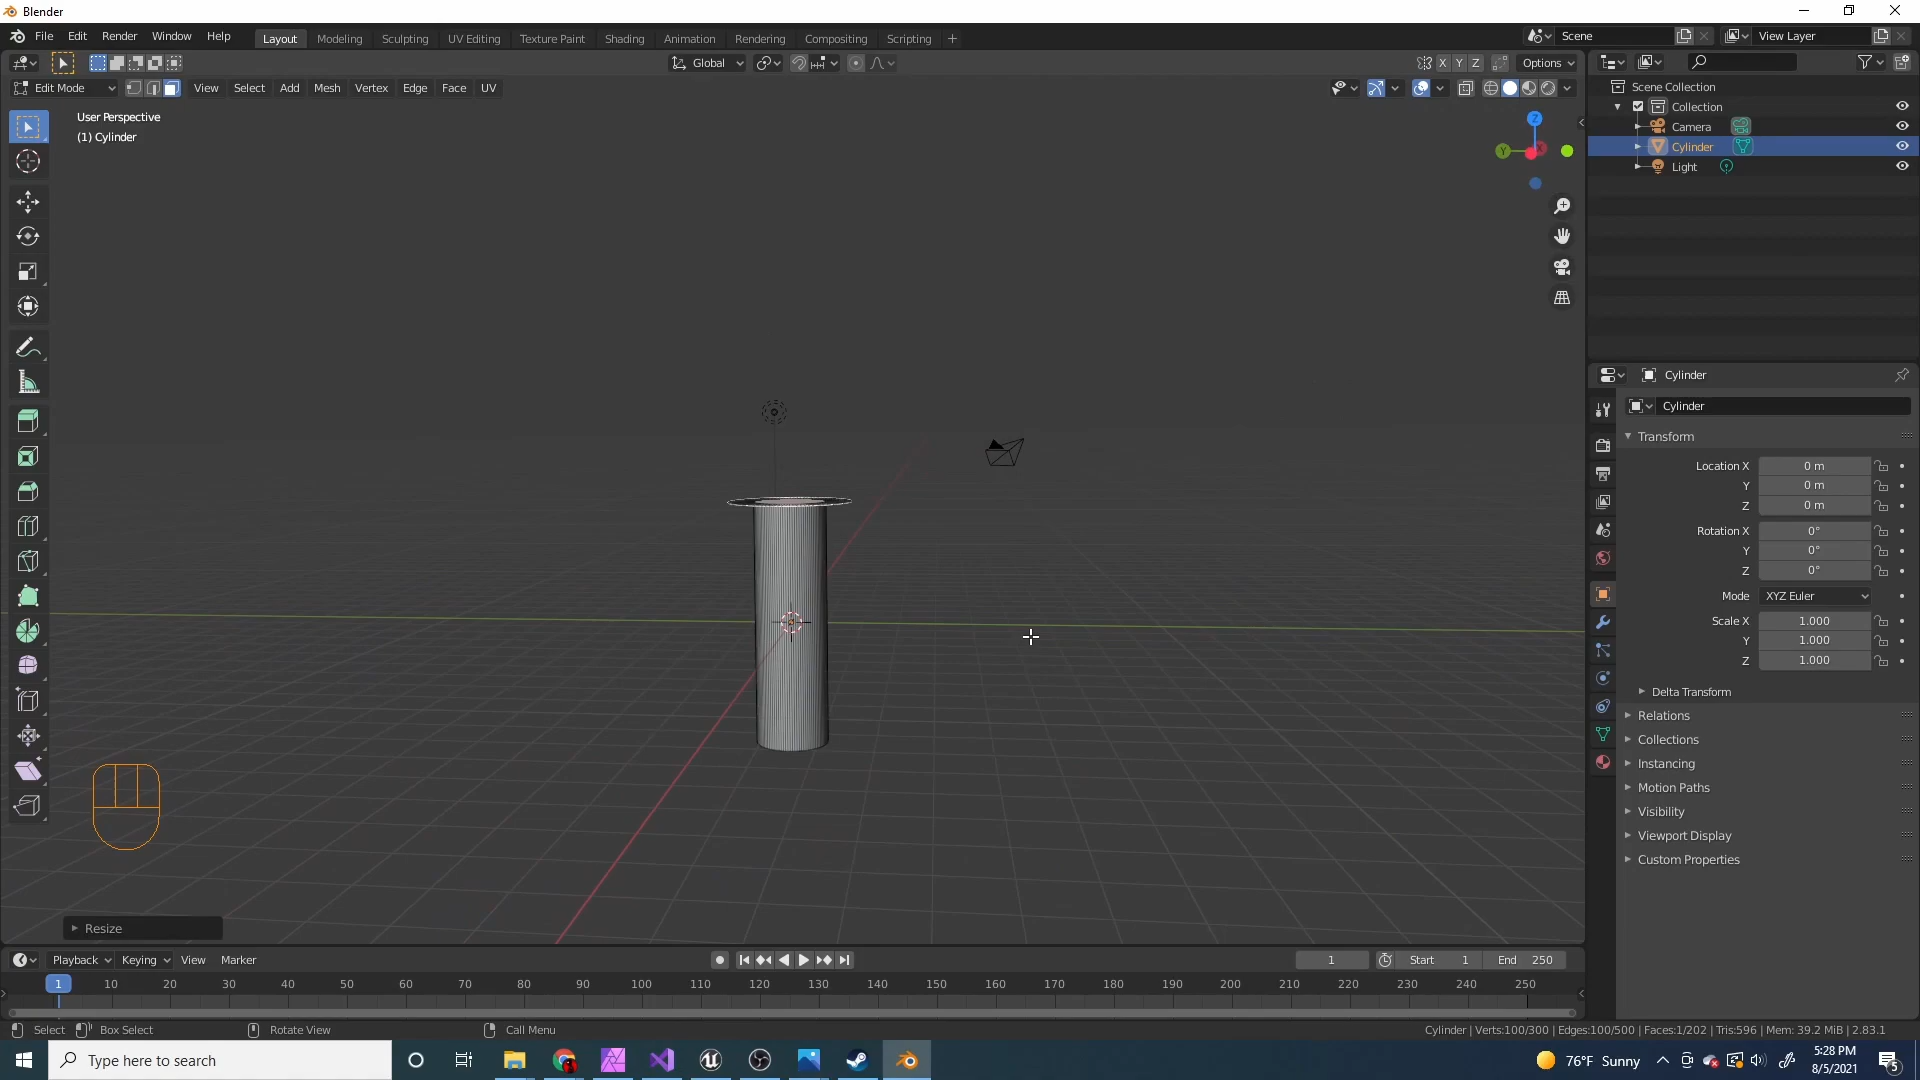 Blender
File Edit Render Window Help
Layout Modeling Sculpting UV Editing Texture Paint Shading Animation Rendering Compositing Scripting +
Scene
View Layer
Global
X Y Z
Options
Edit Mode
View Select Add Mesh Vertex Edge Face UV
User Perspective
(1) Cylinder
Z
Y
X
Scene Collection
Collection
Camera
Cylinder
Light
Cylinder
Cylinder
Transform
Location X 0 m
Y 0 m
Z 0 m
Rotation X 0°
Y 0°
Z 0°
Mode XYZ Euler
Scale X 1.000
Y 1.000
Z 1.000
Delta Transform
Relations
Collections
Instancing
Motion Paths
Visibility
Viewport Display
Custom Properties
Resize
Playback Keying View Marker
1
Start 1 End 250
1 10 20 30 40 50 60 70 80 90 100 110 120 130 140 150 160 170 180 190 200 210 220 230 240 250
Select Box Select Rotate View Call Menu
Cylinder | Verts:100/300 | Edges:100/500 | Faces:1/202 | Tris:596 | Mem: 39.2 MiB | 2.83.1
Type here to search
76°F Sunny
5:28 PM
8/5/2021
5